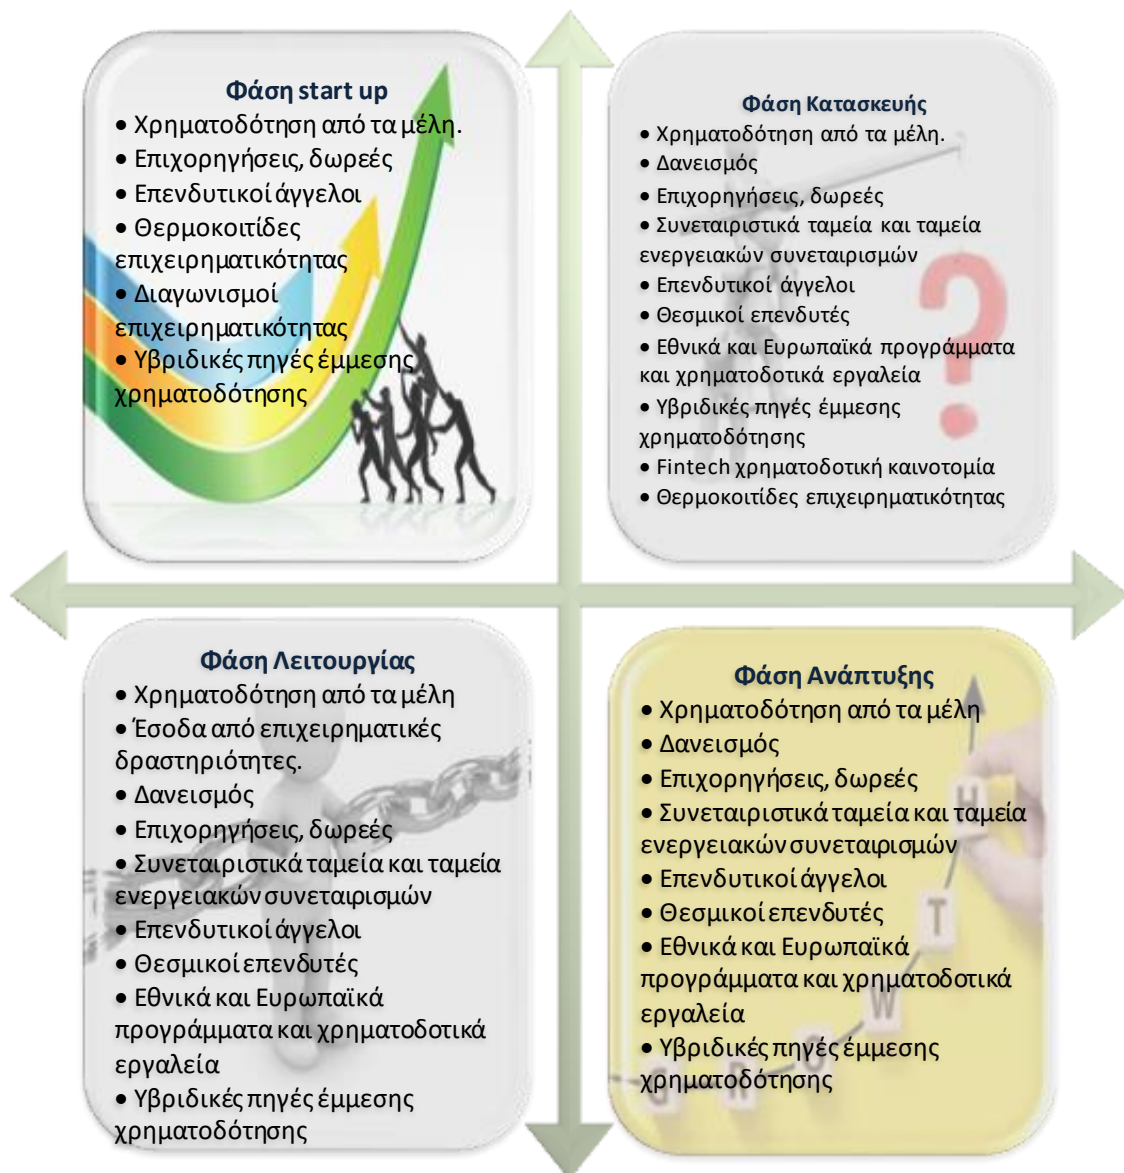 Φάση start up
• Χρηματοδότηση από τα μέλη.
• Επιχορηγήσεις, δωρεές
• Επενδυτικοί άγγελοι
• Θερμοκοιτίδες
επιχειρηματικότητας
• Διαγωνισμοί
επιχειρηματικότητας
• Υβριδικές πηγές έμμεσης
χρηματοδότησης
Φάση Κατασκευής
• Χρηματοδότηση από τα μέλη.
• Δανεισμός
• Επιχορηγήσεις, δωρεές
• Συνεταιριστικά ταμεία και ταμεία
ενεργειακών συνεταιρισμών
• Επενδυτικοί άγγελοι
• Θεσμικοί επενδυτές
• Εθνικά και Ευρωπαϊκά προγράμματα
και χρηματοδοτικά εργαλεία
• Υβριδικές πηγές έμμεσης
χρηματοδότησης
• Fintech χρηματοδοτική καινοτομία
• Θερμοκοιτίδες επιχειρηματικότητας
?
Φάση Λειτουργίας
• Χρηματοδότηση από τα μέλη
• Έσοδα από επιχειρηματικές
δραστηριότητες.
• Δανεισμός
• Επιχορηγήσεις, δωρεές
• Συνεταιριστικά ταμεία και ταμεία
ενεργειακών συνεταιρισμών
• Επενδυτικοί άγγελοι
• Θεσμικοί επενδυτές
• Εθνικά και Ευρωπαϊκά
προγράμματα και χρηματοδοτικά
εργαλεία
• Υβριδικές πηγές έμμεσης
χρηματοδότησης
Φάση Ανάπτυξης
• Χρηματοδότηση από τα μέλη
• Δανεισμός
• Επιχορηγήσεις, δωρεές
• Συνεταιριστικά ταμεία και ταμεία
ενεργειακών συνεταιρισμών
• Επενδυτικοί άγγελοι
• Θεσμικοί επενδυτές
• Εθνικά και Ευρωπαϊκά
προγράμματα και χρηματοδοτικά
εργαλεία
• Υβριδικές πηγές έμμεσης
χρηματοδότησης
GROWTH